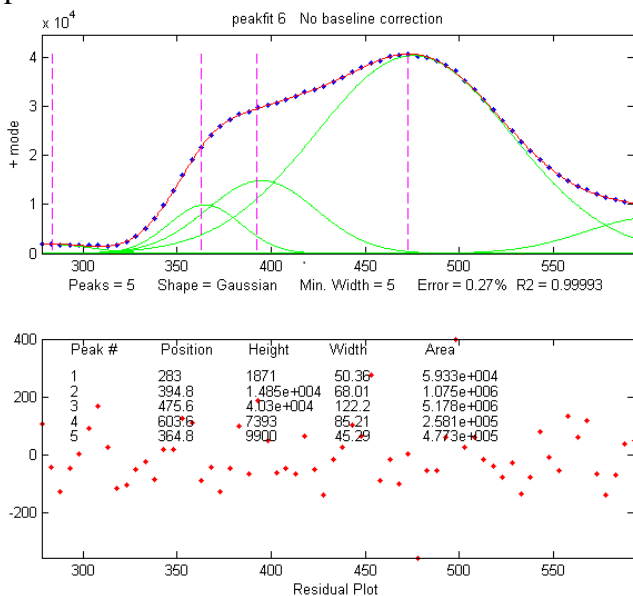 peakfit 6 No baseline correction
x 10^4
4
3
2
1
0
+ mode
300 350 400 450 500 550
Peaks = 5 Shape = Gaussian Min. Width = 5 Error = 0.27% R2 = 0.99993
400
200
0
-200
Peak # Position Height Width Area
1 283 1871 50.36 5.933e+004
2 394.8 1.485e+004 68.01 1.075e+006
3 475.6 4.03e+004 122.2 5.178e+006
4 603.6 7393 85.21 2.581e+005
5 364.8 9900 45.29 4.773e+005
300 350 400 450 500 550
Residual Plot